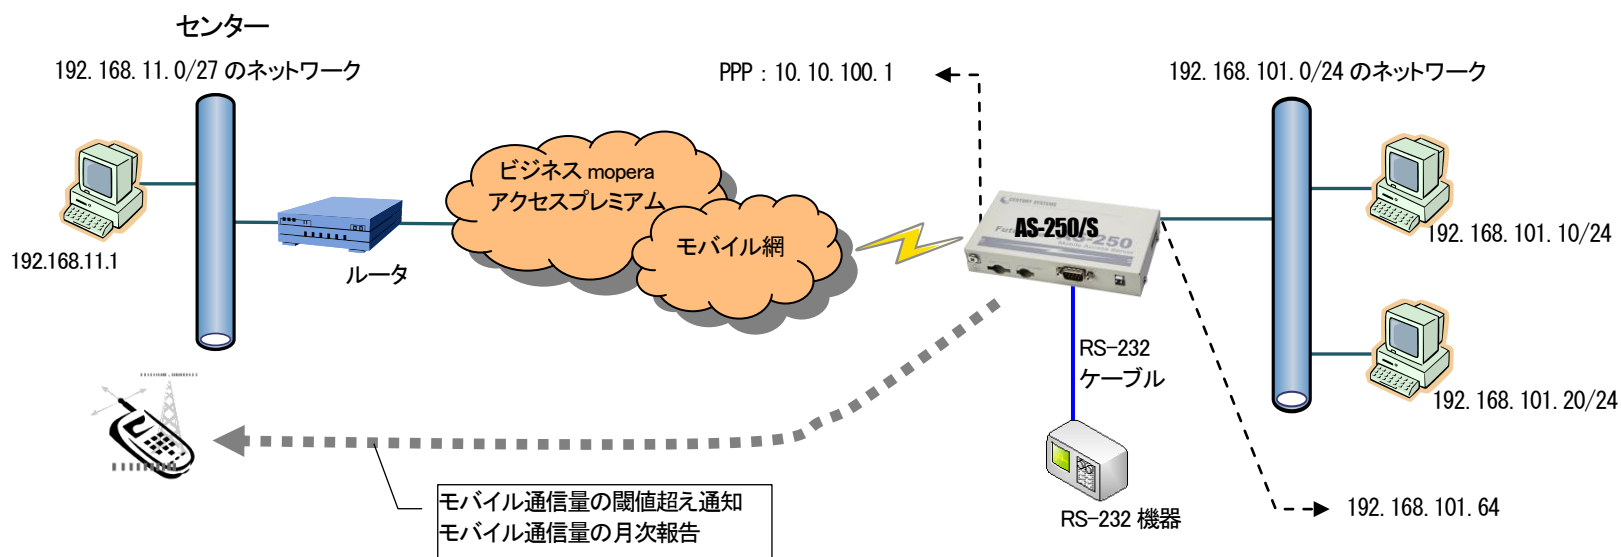 センター
192.168.11.0/27 のネットワーク
PPP：10.10.100.1
192.168.101.0/24 のネットワーク
ビジネス mopera
アクセスプレミアム
モバイル網
CENTURY SYSTEMS
AS-250/S
AS-250
192.168.11.1
ルータ
192.168.101.10/24
RS-232
ケーブル
192.168.101.20/24
モバイル通信量の閾値超え通知
モバイル通信量の月次報告
RS-232 機器
192.168.101.64